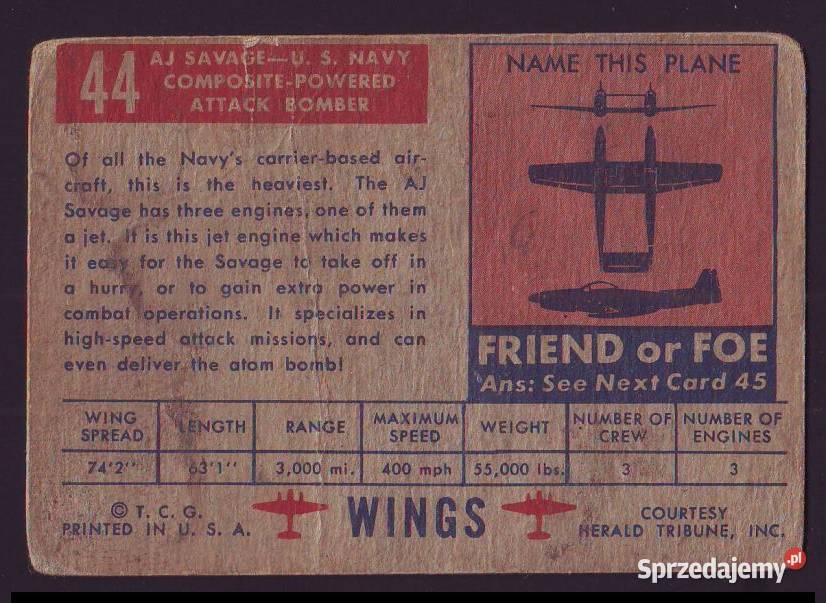 44
AJ SAVAGE—U. S. NAVY
COMPOSITE-POWERED
ATTACK BOMBER
Of all the Navy's carrier-based air-
craft, this is the heaviest. The AJ
Savage has three engines, one of them
a jet. It is this jet engine which makes
it easy for the Savage to take off in
a hurry, or to gain extra power in
combat operations. It specializes in
high-speed attack missions, and can
even deliver the atom bomb!
NAME THIS PLANE
FRIEND or FOE
Ans: See Next Card 45
WING SPREAD LENGTH RANGE MAXIMUM SPEED WEIGHT NUMBER OF CREW NUMBER OF ENGINES
74'2" 63'1" 3,000 mi. 400 mph 55,000 lbs. 3 3
© T. C. G.
PRINTED IN U. S. A.
WINGS
COURTESY
HERALD TRIBUNE, INC.
Sprzedajemy.pl